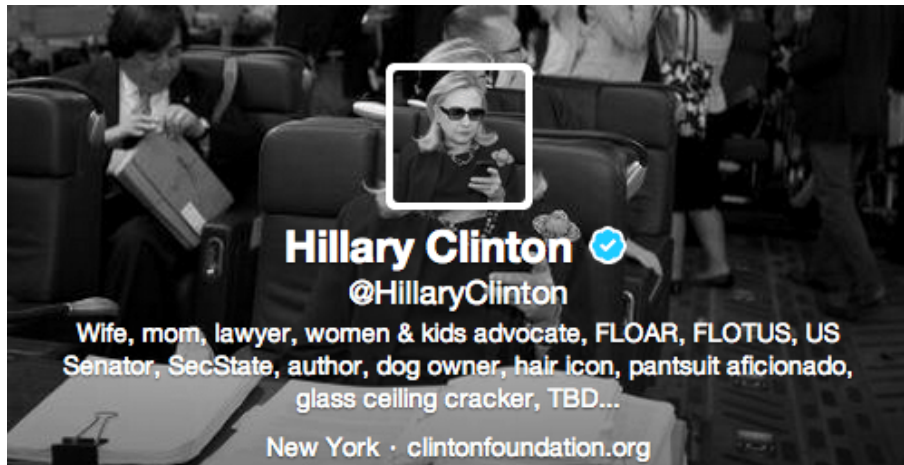 Hillary Clinton
@HillaryClinton
Wife, mom, lawyer, women & kids advocate, FLOAR, FLOTUS, US
Senator, SecState, author, dog owner, hair icon, pantsuit aficionado,
glass ceiling cracker, TBD...
New York · clintonfoundation.org